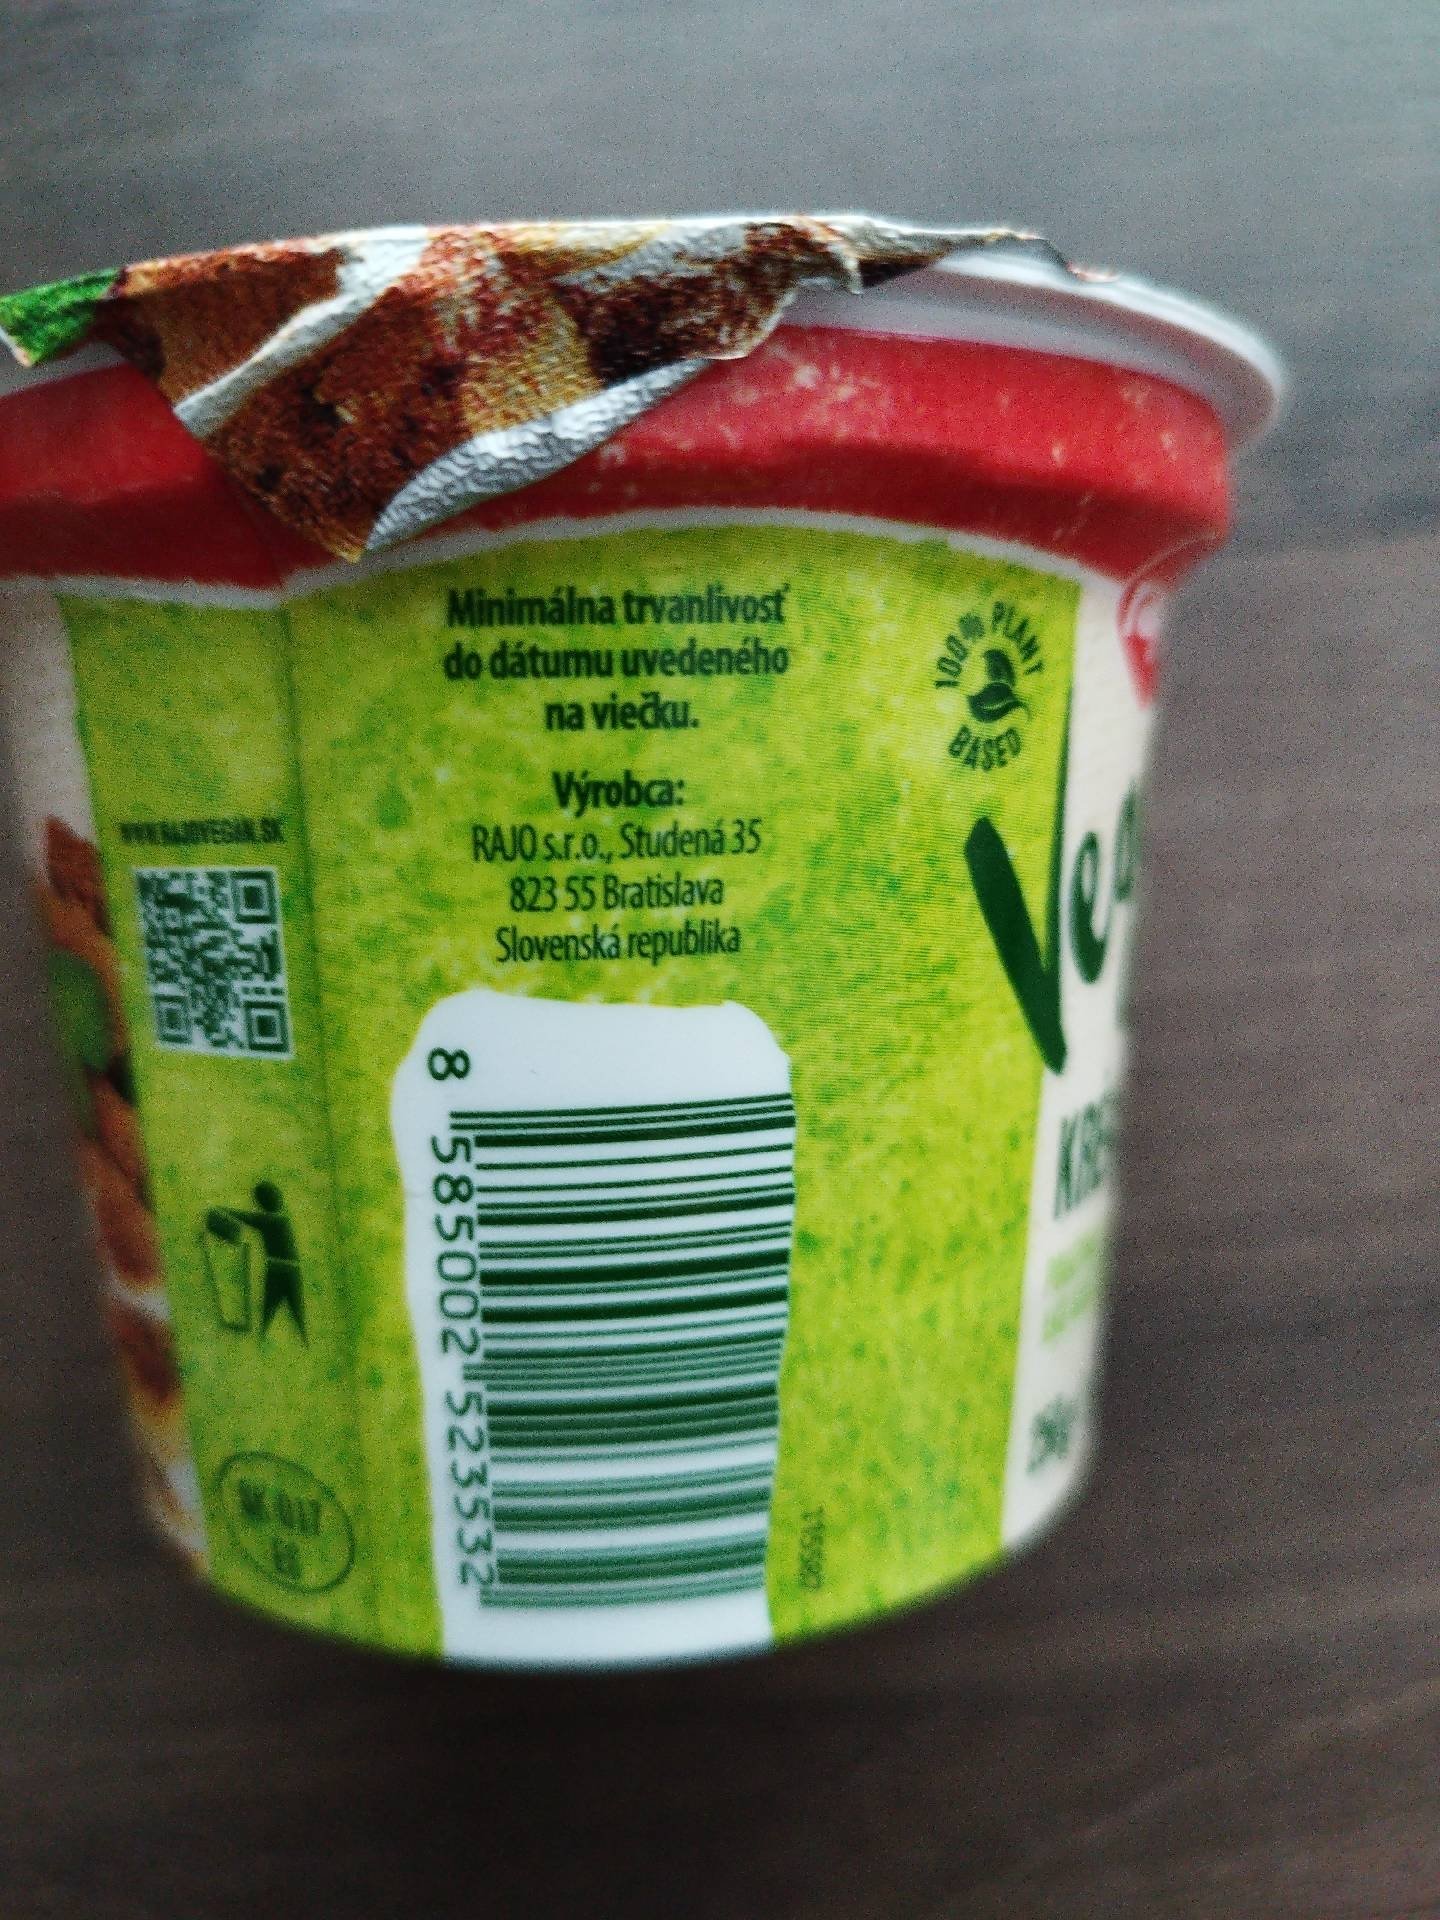 Minimálna trvanlivosť
do dátumu uvedeného
na viečku.
Výrobca:
RAJO s.r.o., Studená 35
823 55 Bratislava
Slovenská republika
100% PLANT
BASED
WWW.RAJOVEGAN.SK
8 585002 523532